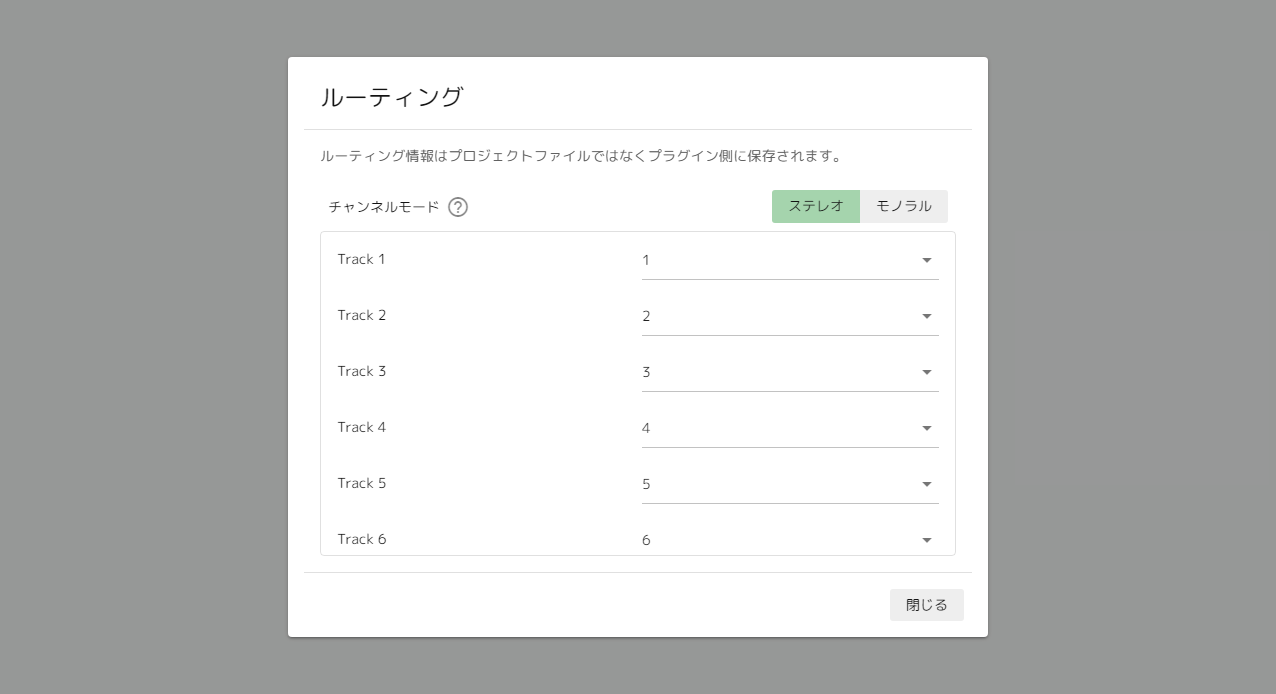 ルーティング
ルーティング情報はプロジェクトファイルではなくプラグイン側に保存されます。
チャンネルモード ? ステレオ モノラル
Track 1 1
Track 2 2
Track 3 3
Track 4 4
Track 5 5
Track 6 6
閉じる